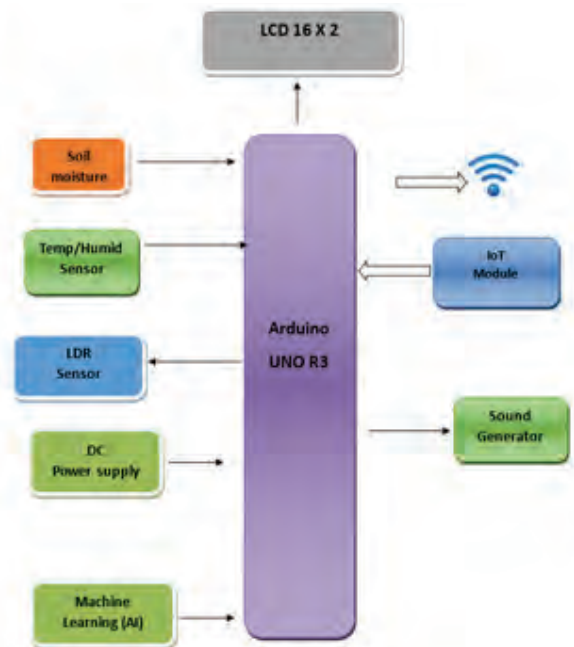 LCD 16 X 2
Soil
moisture
Temp/Humid
Sensor
IoT
Module
Arduino
UNO R3
LDR
Sensor
Sound
Generator
DC
Power supply
Machine
Learning (AI)